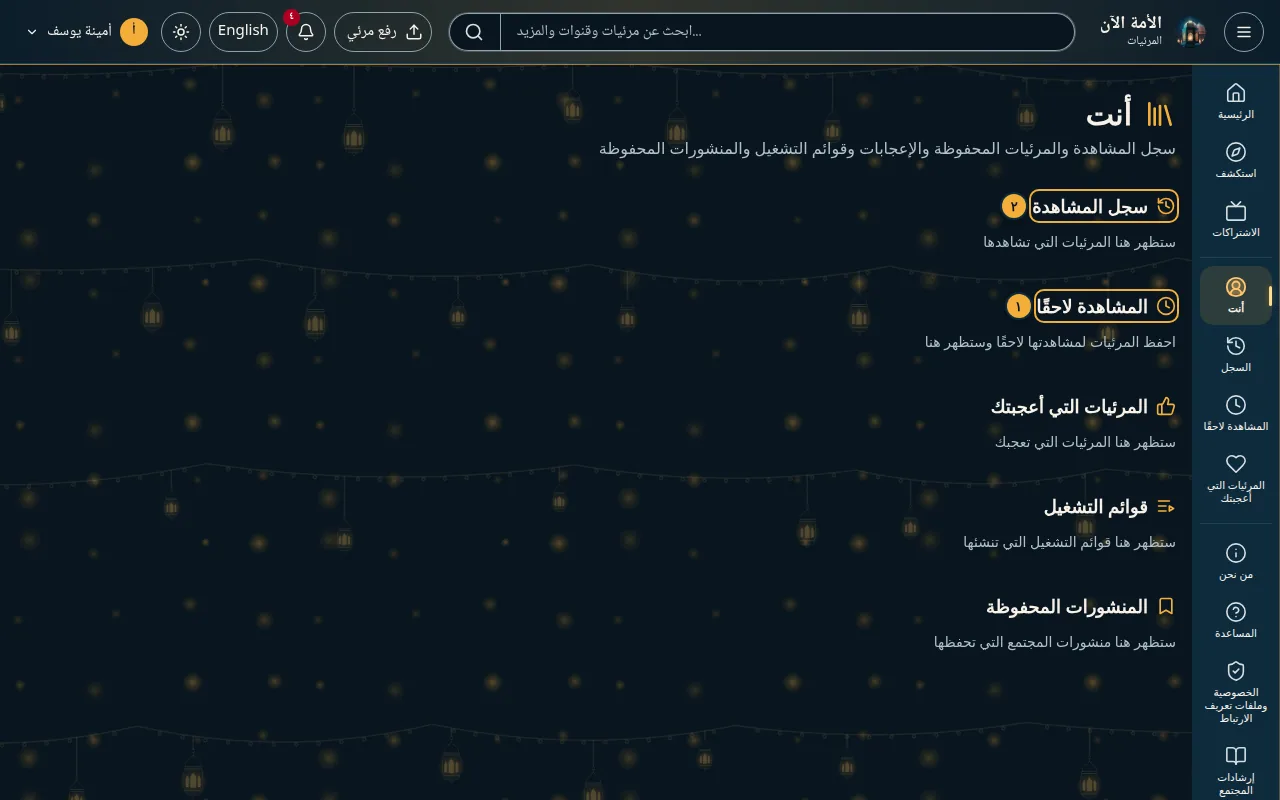 الأمة الآن
المرئيات
ابحث عن مرئيات وقنوات والمزيد...
رفع مرئي
٤
English
أ
أمينة يوسف
الرئيسية
استكشف
الاشتراكات
أنت
السجل
المشاهدة لاحقًا
المرئيات التي
أعجبتك
من نحن
المساعدة
الخصوصية
وملفات تعريف
الارتباط
إرشادات
المجتمع
أنت
سجل المشاهدة والمرئيات المحفوظة والإعجابات وقوائم التشغيل والمنشورات المحفوظة
سجل المشاهدة
٢
ستظهر هنا المرئيات التي تشاهدها
المشاهدة لاحقًا
١
احفظ المرئيات لمشاهدتها لاحقًا وستظهر هنا
المرئيات التي أعجبتك
ستظهر هنا المرئيات التي تعجبك
قوائم التشغيل
ستظهر هنا قوائم التشغيل التي تنشئها
المنشورات المحفوظة
ستظهر هنا منشورات المجتمع التي تحفظها